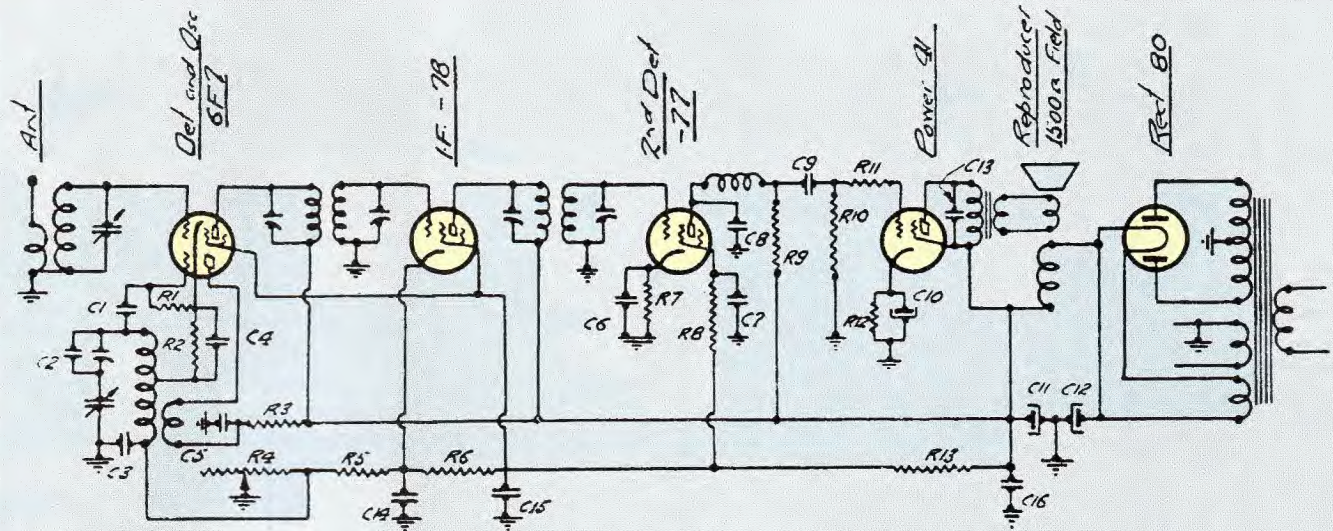 Ant
Det and Osc
6F7
I.F. -78
2nd Det
-77
Power 41
Reproducer
1500Ω Field
Rect 80
C1
R1
C2
R2
C4
C3
C5
R3
R4
R5
R6
C14
C15
C6
R7
R8
C7
C8
C9
R9
R10
R11
R12
C10
C13
C11
C12
R13
C16